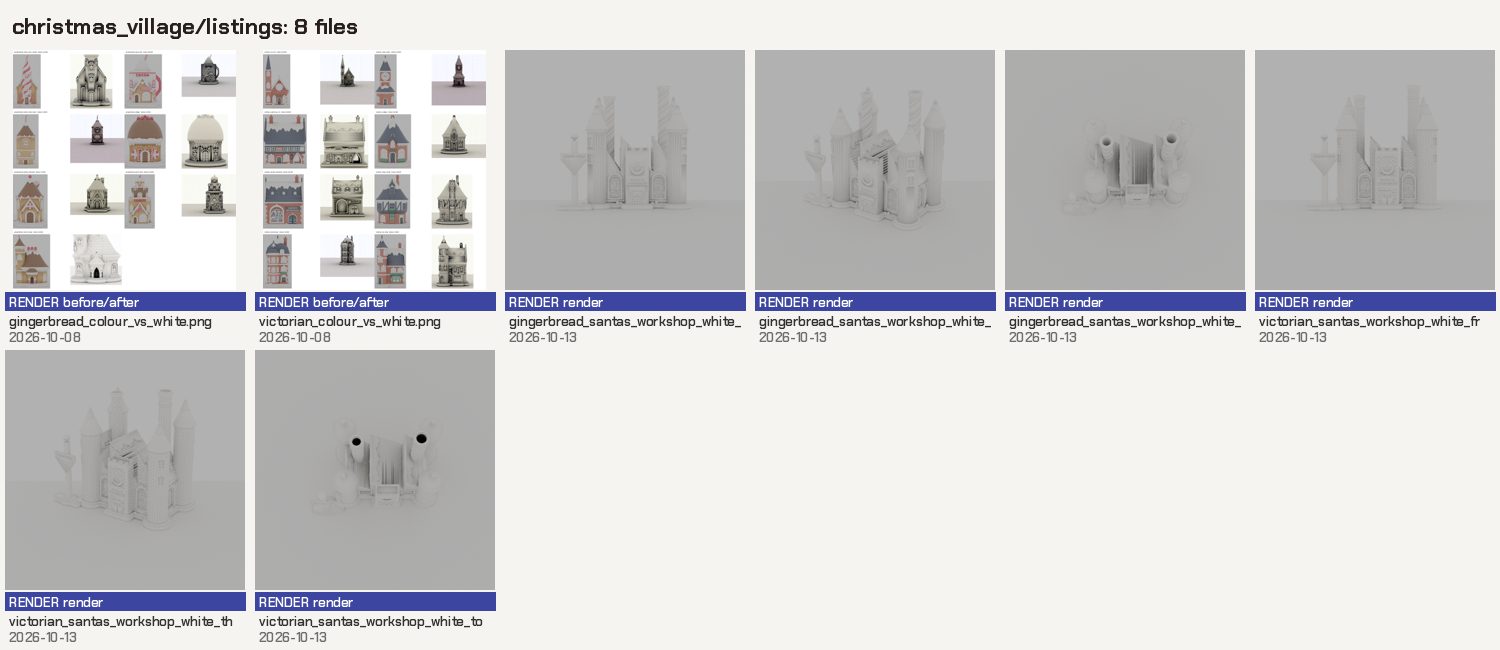 christmas_village/listings: 8 files
RENDER before/after
gingerbread_colour_vs_white.png
2026-10-08
RENDER before/after
victorian_colour_vs_white.png
2026-10-08
RENDER render
gingerbread_santas_workshop_white_
2026-10-13
RENDER render
gingerbread_santas_workshop_white_
2026-10-13
RENDER render
gingerbread_santas_workshop_white_
2026-10-13
RENDER render
victorian_santas_workshop_white_fr
2026-10-13
RENDER render
victorian_santas_workshop_white_th
2026-10-13
RENDER render
victorian_santas_workshop_white_to
2026-10-13